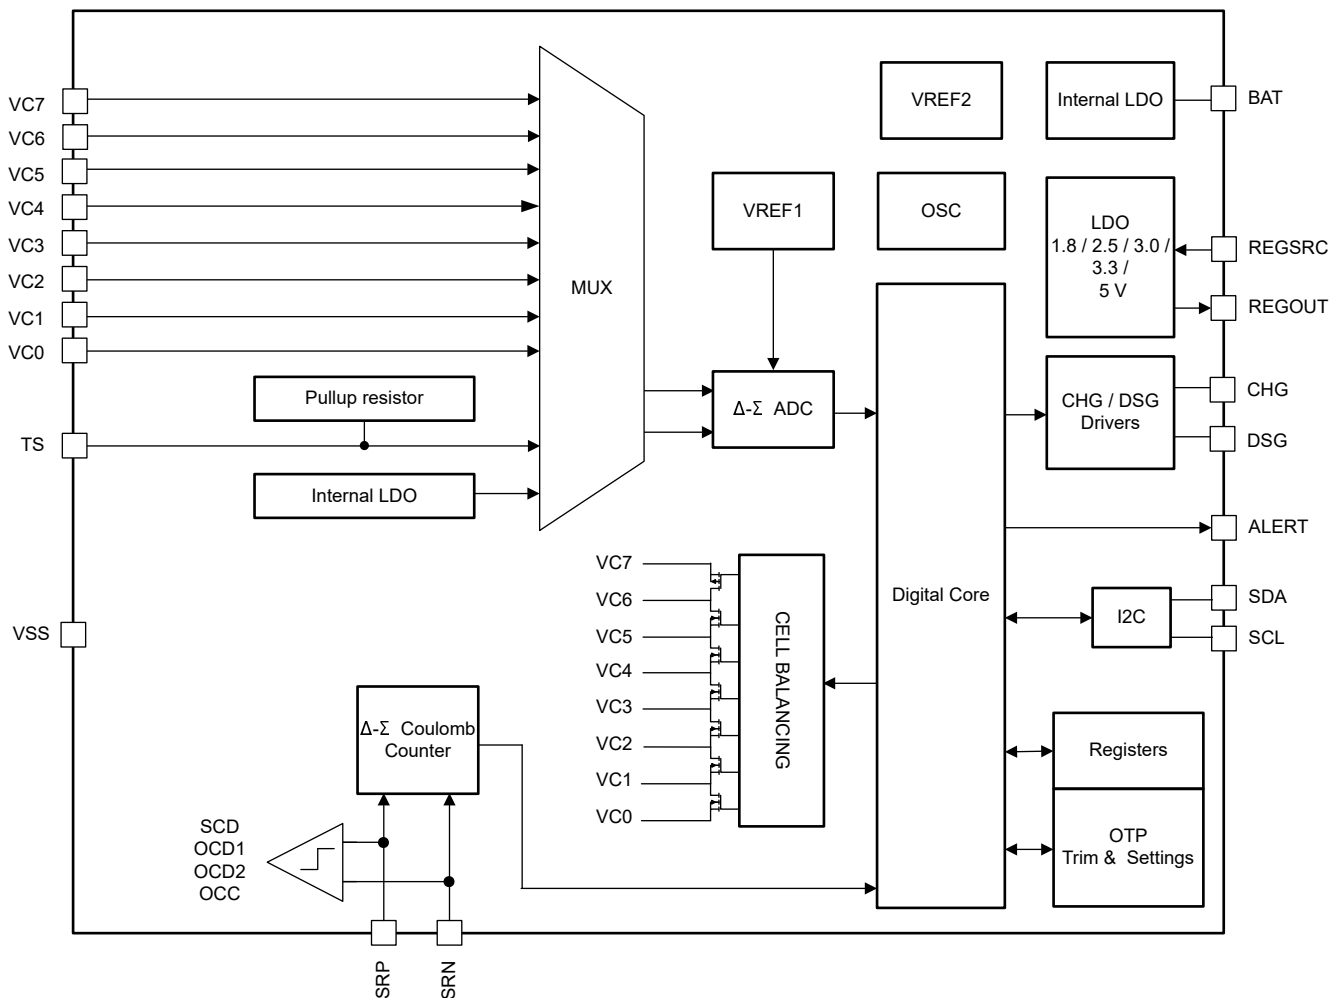 VC7
VC6
VC5
VC4
VC3
VC2
VC1
VC0
TS
VSS
Pullup resistor
Internal LDO
MUX
VREF1
Δ-Σ ADC
VREF2
OSC
Internal LDO
LDO
1.8 / 2.5 / 3.0 /
3.3 /
5 V
CHG / DSG
Drivers
Digital Core
I2C
Registers
OTP
Trim & Settings
BAT
REGSRC
REGOUT
CHG
DSG
ALERT
SDA
SCL
VC7
VC6
VC5
VC4
VC3
VC2
VC1
VC0
CELL BALANCING
Δ-Σ Coulomb
Counter
SCD
OCD1
OCD2
OCC
SRP
SRN